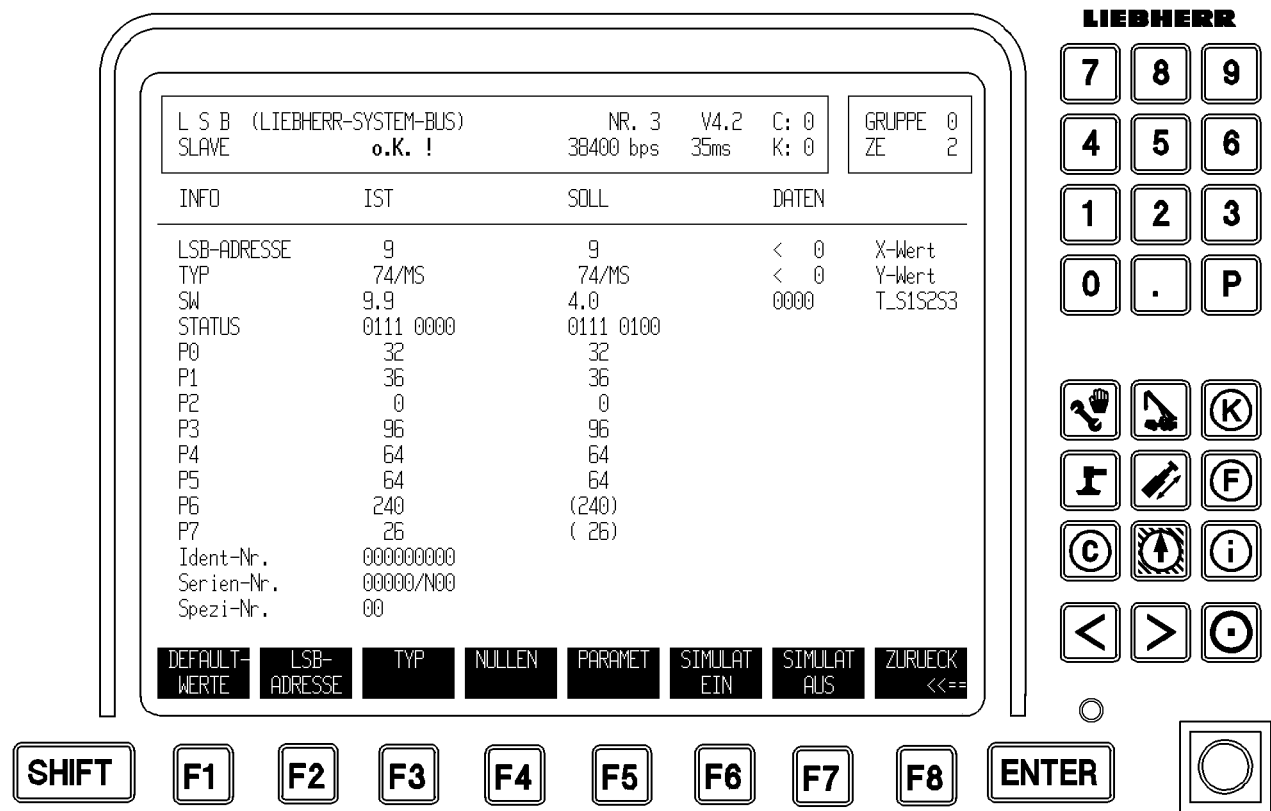 LIEBHERR
L S B (LIEBHERR-SYSTEM-BUS) NR. 3 V4.2 C: 0 GRUPPE 0
SLAVE o.K. ! 38400 bps 35ms K: 0 ZE 2
INFO IST SOLL DATEN
LSB-ADRESSE 9 9 < 0 X-Wert
TYP 74/MS 74/MS < 0 Y-Wert
SW 9.9 4.0 0000 T_S1S2S3
STATUS 0111 0000 0111 0100
P0 32 32
P1 36 36
P2 0 0
P3 96 96
P4 64 64
P5 64 64
P6 240 (240)
P7 26 ( 26)
Ident-Nr. 000000000
Serien-Nr. 00000/N00
Spezi-Nr. 00
DEFAULT- LSB- TYP NULLEN PARAMET SIMULAT SIMULAT ZURUECK
WERTE ADRESSE EIN AUS <<==
7 8 9
4 5 6
1 2 3
0 . P
K
F
C i
< >
SHIFT F1 F2 F3 F4 F5 F6 F7 F8 ENTER